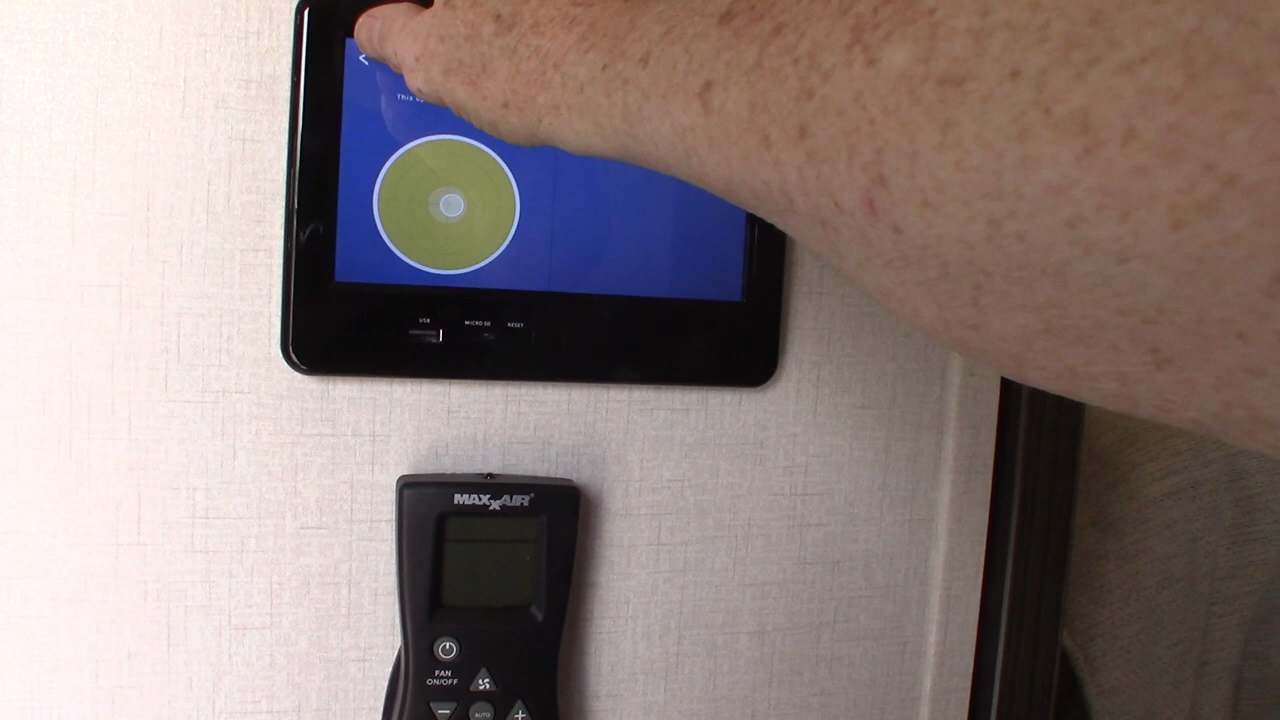 <
This
USB
MICRO SD
RESET
MAXXAIR®
FAN
ON/OFF
−
AUTO
+